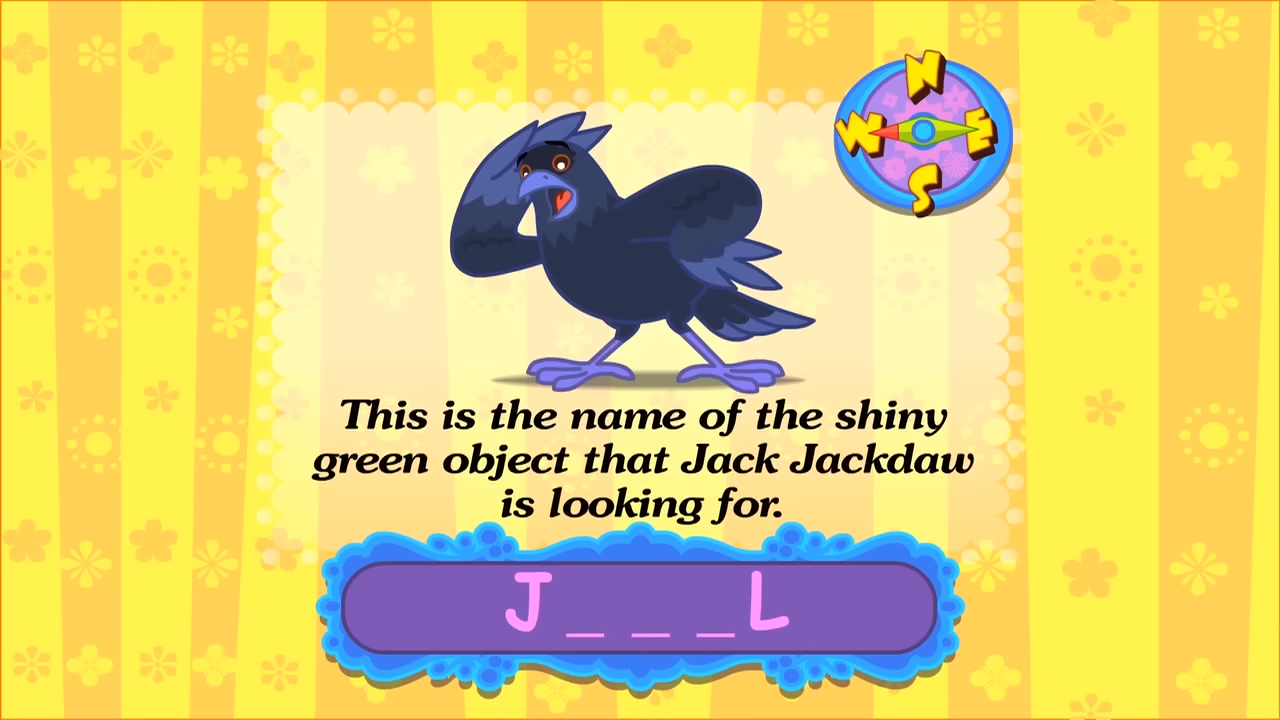 N
W E
S
This is the name of the shiny
green object that Jack Jackdaw
is looking for.
J _ _ _ L